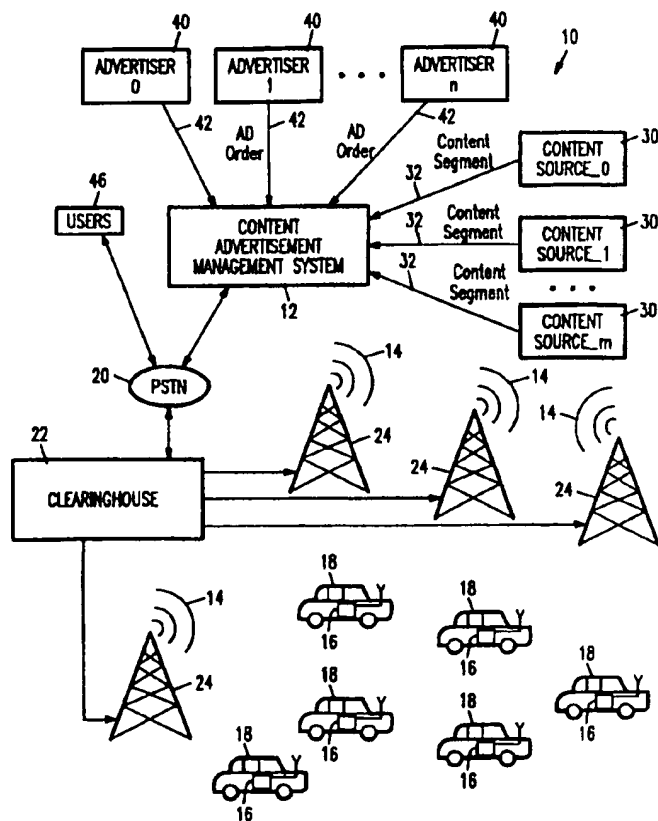 40 40 40
10
ADVERTISER
0
ADVERTISER
1
• • •
ADVERTISER
n
42 42 42
AD
Order
AD
Order
Content
Segment
32
CONTENT
SOURCE_0
30
46
USERS
CONTENT
ADVERTISEMENT
MANAGEMENT SYSTEM
12
32
Content
Segment
CONTENT
SOURCE_1
30
32
Content
Segment
• • •
CONTENT
SOURCE_m
30
20
PSTN
14 14 14
22
CLEARINGHOUSE
24 24 24
14
24
18 18 18
16 16 16
18 18 18
16 16 16